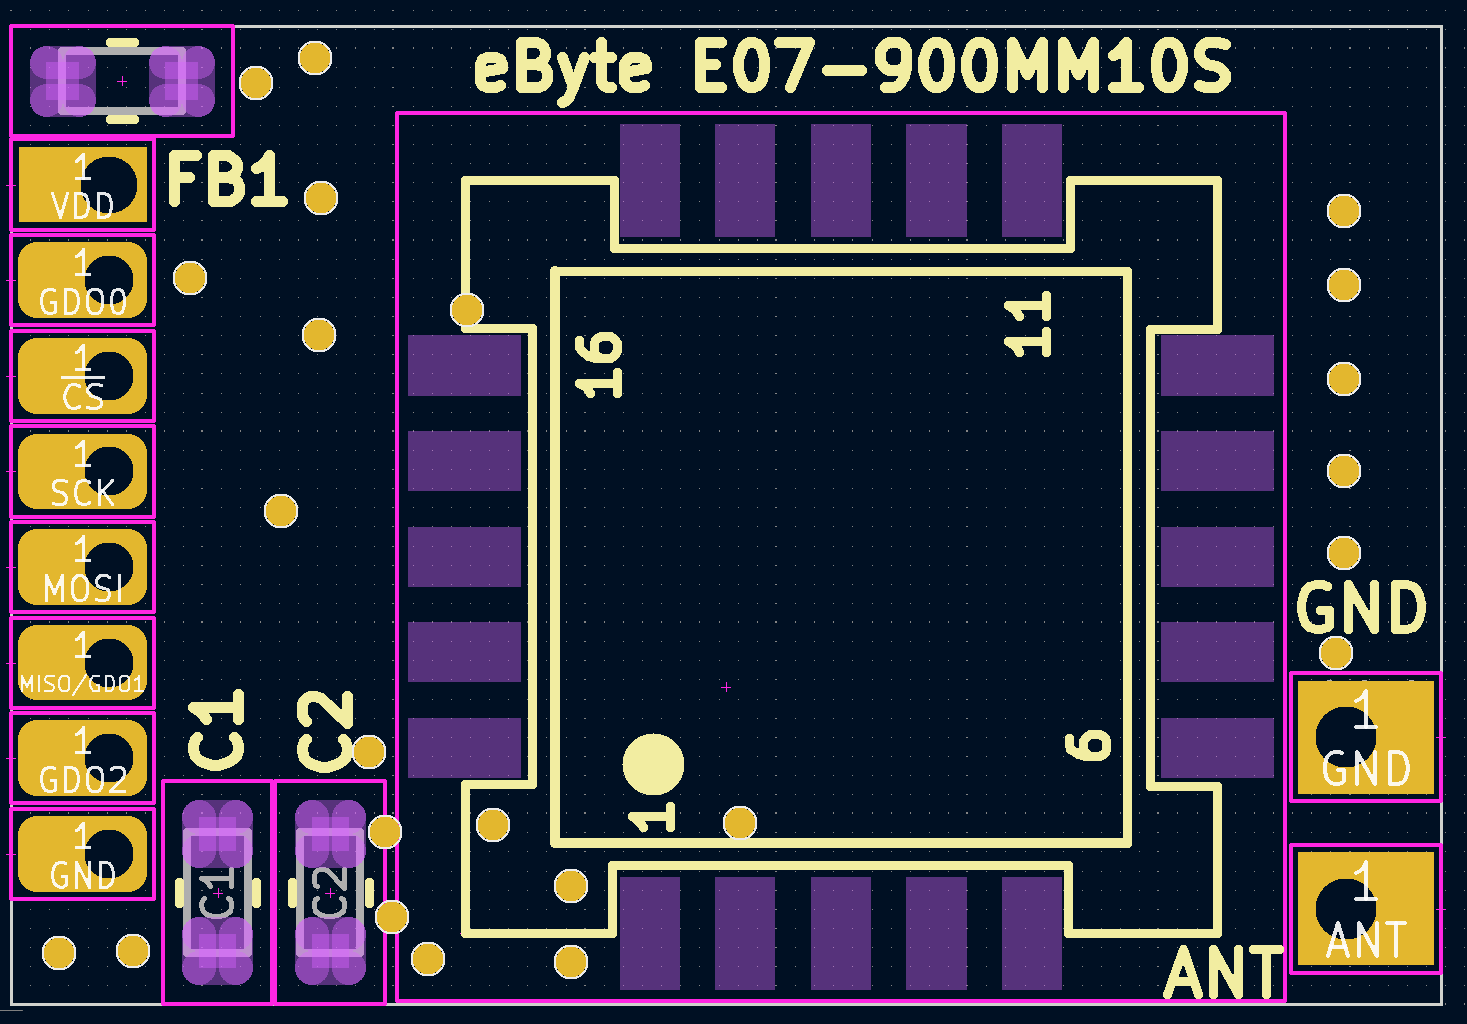 eByte E07-900MM10S
FB1
1
VDD
1
GDO0
1
CS
1
SCK
1
MOSI
1
MISO/GDO1
1
GDO2
1
GND
C1
C2
C1
C2
16
11
1
6
GND
1
GND
1
ANT
ANT